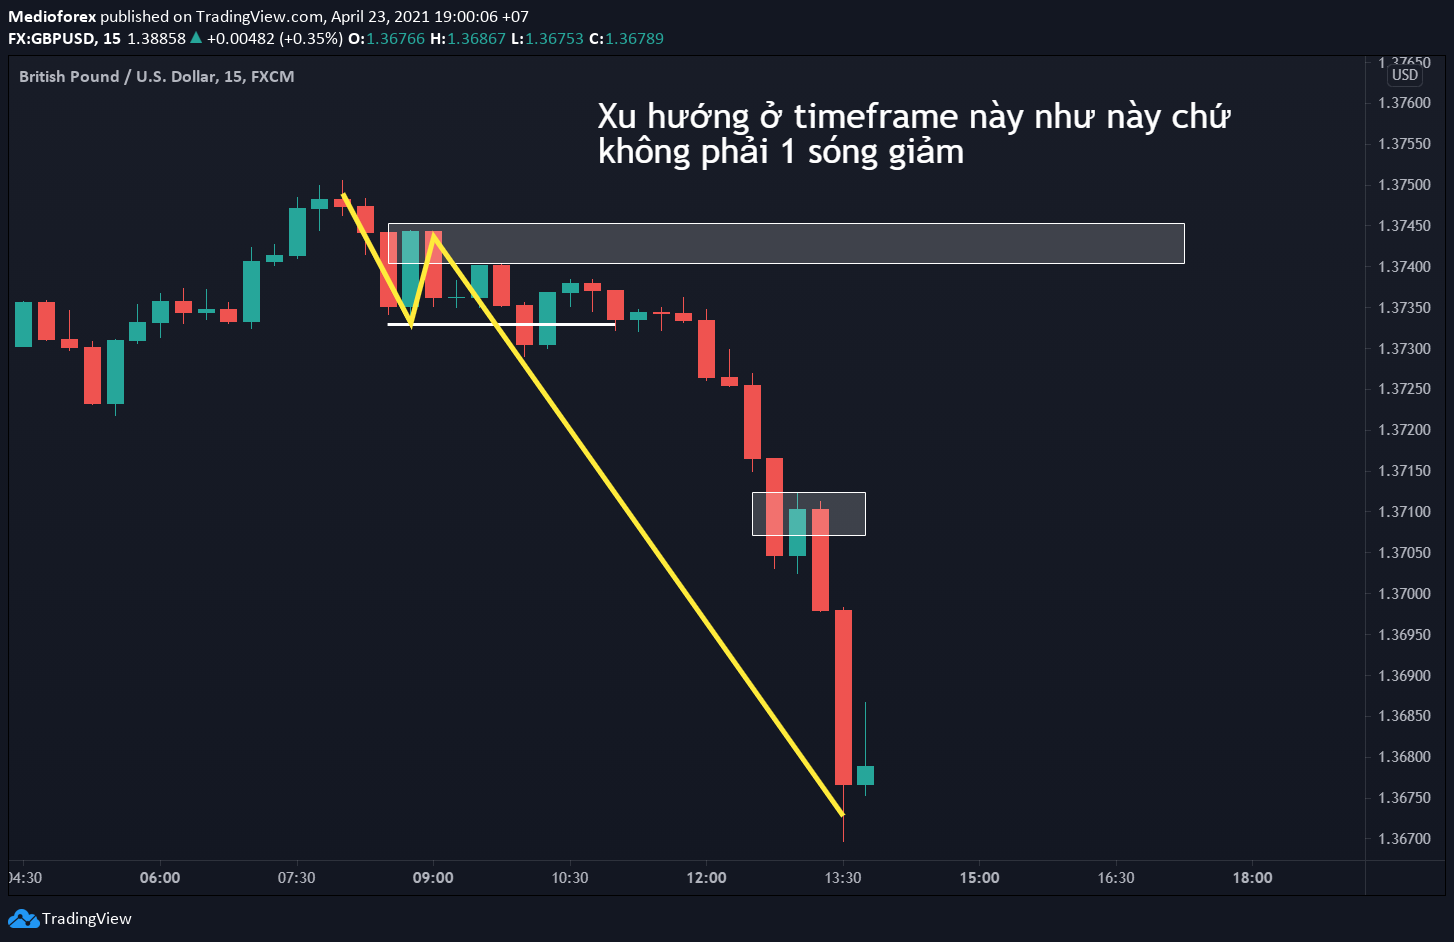 Medioforex published on TradingView.com, April 23, 2021 19:00:06 +07
FX:GBPUSD, 15 1.38858 ▲ +0.00482 (+0.35%) O:1.36766 H:1.36867 L:1.36753 C:1.36789
British Pound / U.S. Dollar, 15, FXCM
Xu hướng ở timeframe này như này chứ
không phải 1 sóng giảm
1.37650
USD
1.37600
1.37550
1.37500
1.37450
1.37400
1.37350
1.37300
1.37250
1.37200
1.37150
1.37100
1.37050
1.37000
1.36950
1.36900
1.36850
1.36800
1.36750
1.36700
04:30 06:00 07:30 09:00 10:30 12:00 13:30 15:00 16:30 18:00
TradingView